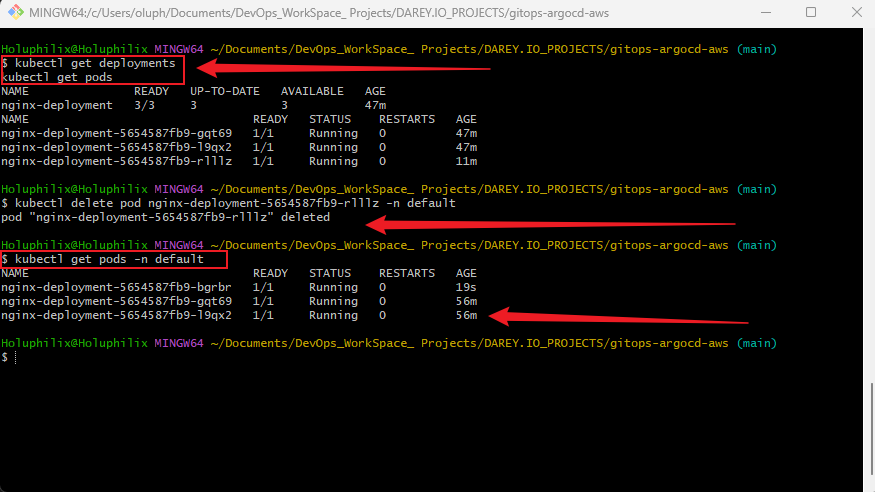 MINGW64:/c/Users/oluph/Documents/DevOps_WorkSpace_ Projects/DAREY.IO_PROJECTS/gitops-argocd-aws
Holuphilix@Holuphilix MINGW64 ~/Documents/DevOps_WorkSpace_ Projects/DAREY.IO_PROJECTS/gitops-argocd-aws (main)
$ kubectl get deployments
kubectl get pods
NAME READY UP-TO-DATE AVAILABLE AGE
nginx-deployment 3/3 3 3 47m
NAME READY STATUS RESTARTS AGE
nginx-deployment-5654587fb9-gqt69 1/1 Running 0 47m
nginx-deployment-5654587fb9-l9qx2 1/1 Running 0 47m
nginx-deployment-5654587fb9-rlllz 1/1 Running 0 11m
Holuphilix@Holuphilix MINGW64 ~/Documents/DevOps_WorkSpace_ Projects/DAREY.IO_PROJECTS/gitops-argocd-aws (main)
$ kubectl delete pod nginx-deployment-5654587fb9-rlllz -n default
pod "nginx-deployment-5654587fb9-rlllz" deleted
Holuphilix@Holuphilix MINGW64 ~/Documents/DevOps_WorkSpace_ Projects/DAREY.IO_PROJECTS/gitops-argocd-aws (main)
$ kubectl get pods -n default
NAME READY STATUS RESTARTS AGE
nginx-deployment-5654587fb9-bgrbr 1/1 Running 0 19s
nginx-deployment-5654587fb9-gqt69 1/1 Running 0 56m
nginx-deployment-5654587fb9-l9qx2 1/1 Running 0 56m
Holuphilix@Holuphilix MINGW64 ~/Documents/DevOps_WorkSpace_ Projects/DAREY.IO_PROJECTS/gitops-argocd-aws (main)
$